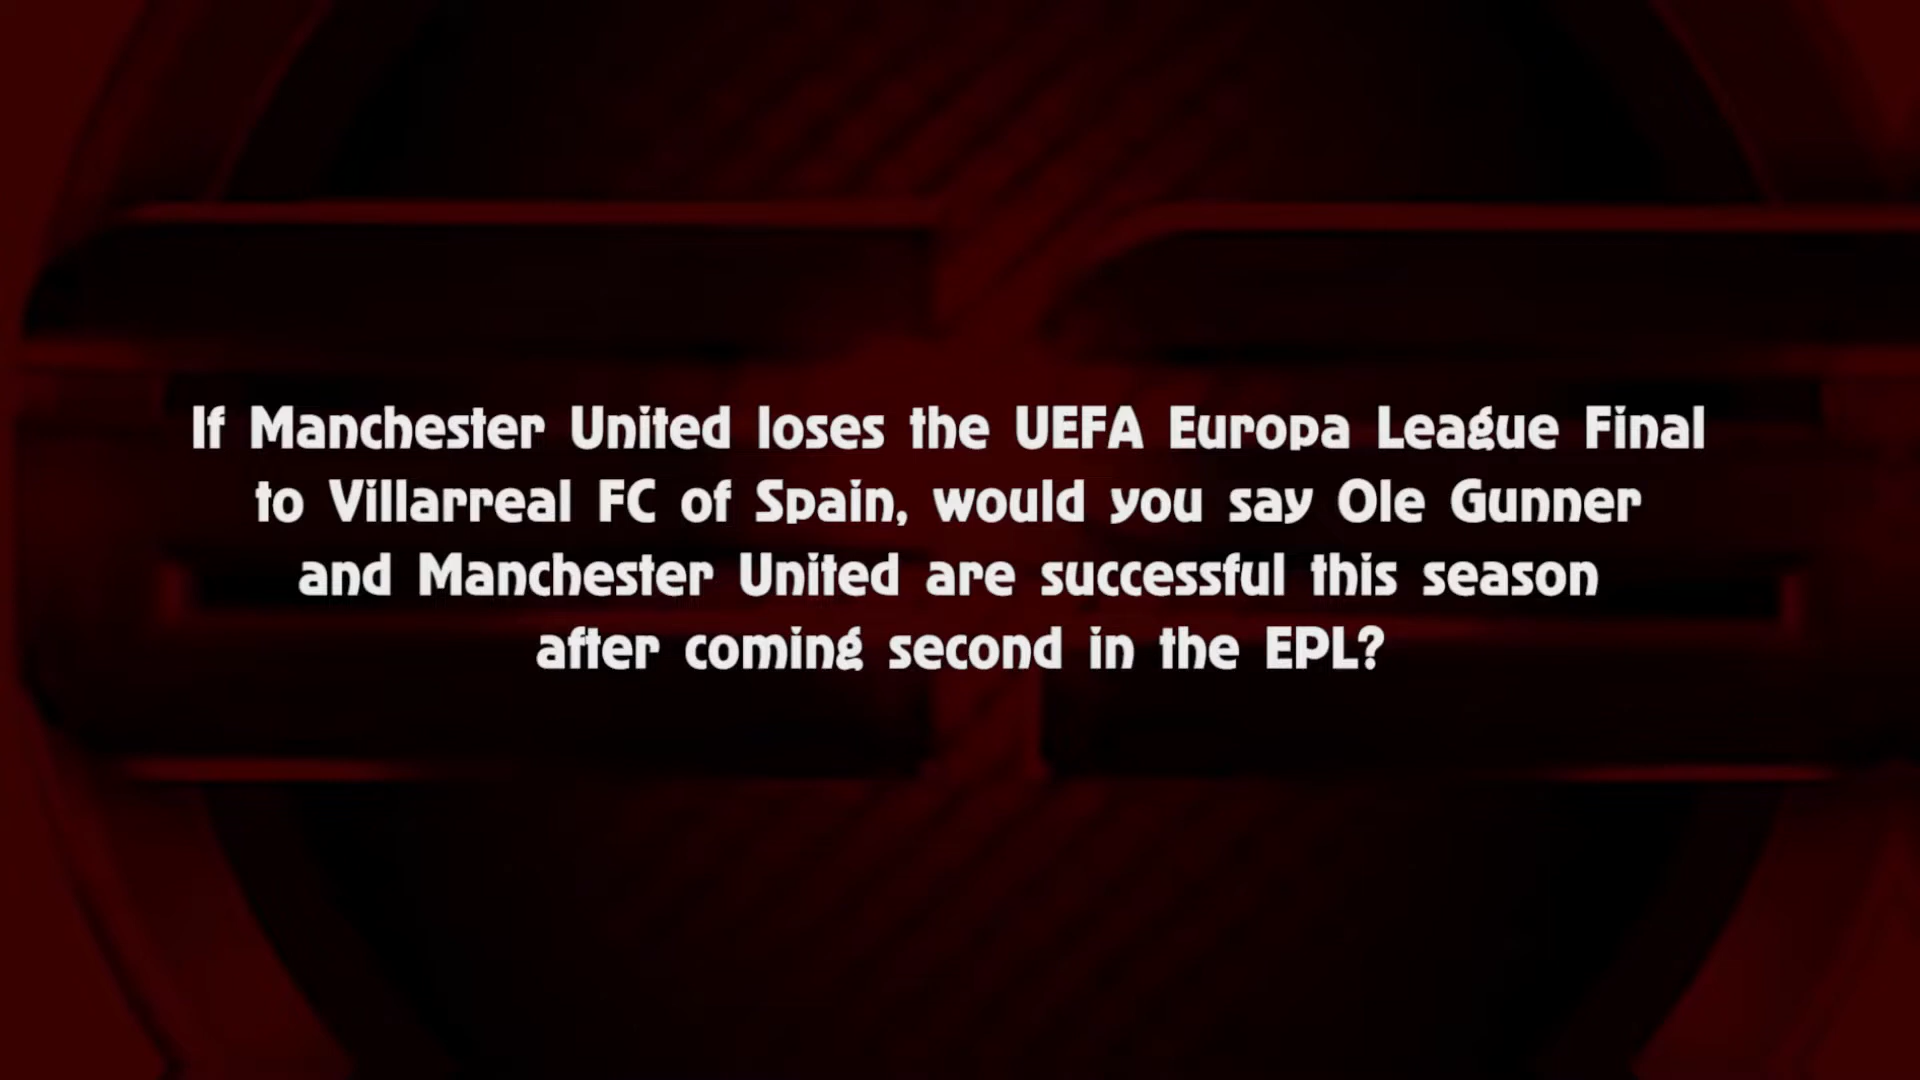 If Manchester United loses the UEFA Europa League Final
to Villarreal FC of Spain, would you say Ole Gunner
and Manchester United are successful this season
after coming second in the EPL?